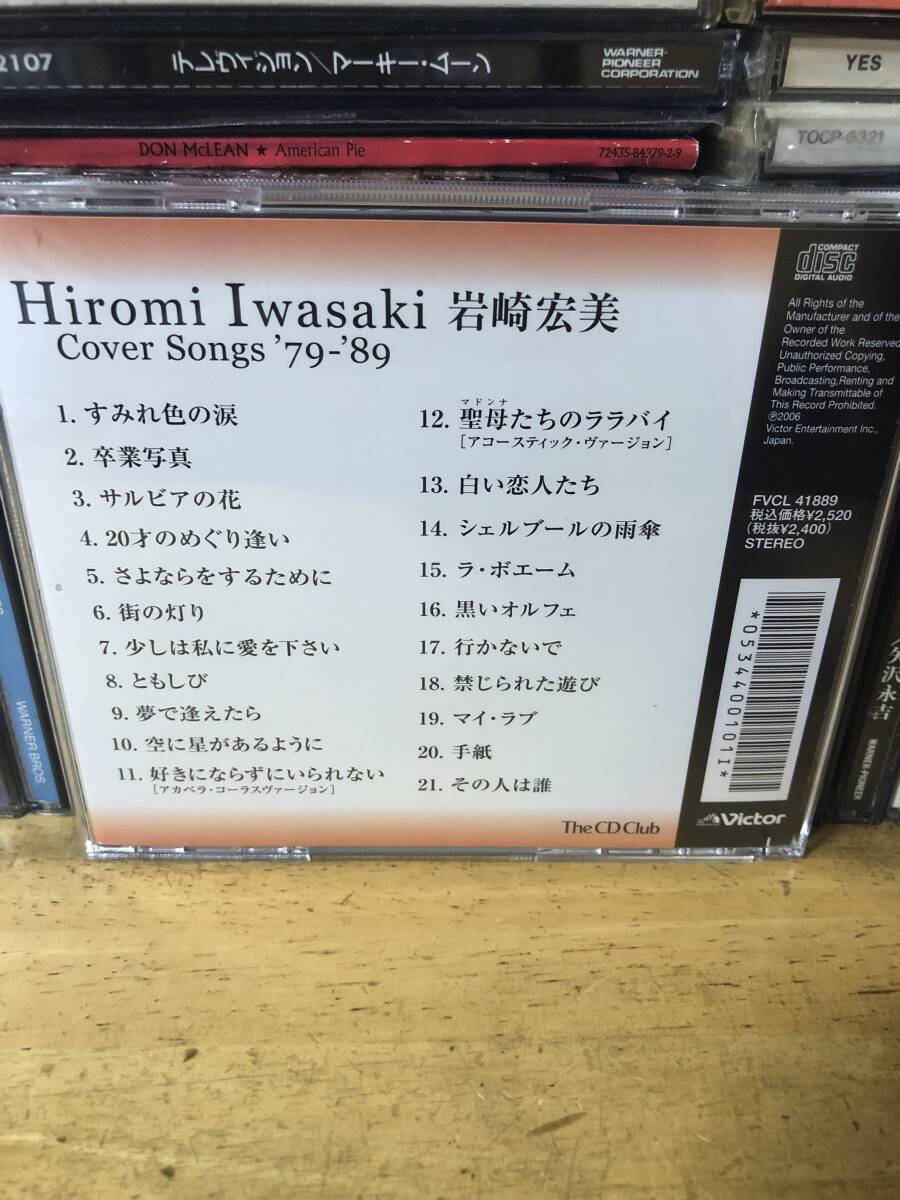 2107 テレヴィジョン/マーキー・ムーン WARNER-PIONEER CORPORATION
YES
DON McLEAN ★ American Pie 72435-84279-2-9
TOCP-6321
Hiromi Iwasaki 岩崎宏美
Cover Songs '79-'89
1. すみれ色の涙
2. 卒業写真
3. サルビアの花
4. 20才のめぐり逢い
5. さよならをするために
6. 街の灯り
7. 少しは私に愛を下さい
8. ともしび
9. 夢で逢えたら
10. 空に星があるように
11. 好きにならずにいられない
[アカペラ・コーラスヴァージョン]
マドンナ
12. 聖母たちのララバイ
[アコースティック・ヴァージョン]
13. 白い恋人たち
14. シェルブールの雨傘
15. ラ・ボエーム
16. 黒いオルフェ
17. 行かないで
18. 禁じられた遊び
19. マイ・ラブ
20. 手紙
21. その人は誰
The CD Club
COMPACT
disc
DIGITAL AUDIO
All Rights of the
Manufacturer and of the
Owner of the
Recorded Work Reserved
Unauthorized Copying,
Public Performance,
Broadcasting,Renting and
Making Transmittable of
This Record Prohibited.
℗2006
Victor Entertainment Inc.,
Japan.
FVCL 41889
税込価格¥2,520
(税抜¥2,400)
STEREO
*0534400101I*
Victor
WARNER BROS
矢沢永吉
WARNER-PIONEER